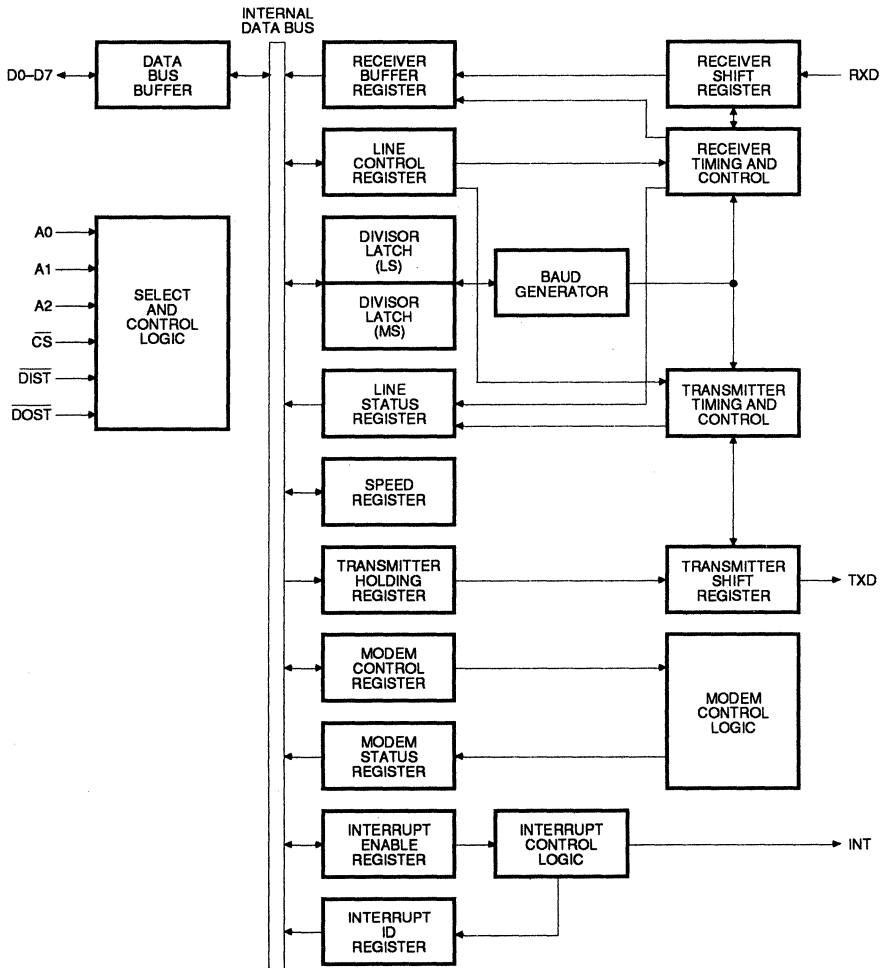 INTERNAL
DATA BUS
D0–D7
DATA
BUS
BUFFER
RECEIVER
BUFFER
REGISTER
RECEIVER
SHIFT
REGISTER
RXD
LINE
CONTROL
REGISTER
RECEIVER
TIMING AND
CONTROL
A0
A1
A2
C̅S̅
D̅I̅S̅T̅
D̅O̅S̅T̅
SELECT
AND
CONTROL
LOGIC
DIVISOR
LATCH
(LS)
DIVISOR
LATCH
(MS)
BAUD
GENERATOR
LINE
STATUS
REGISTER
TRANSMITTER
TIMING AND
CONTROL
SPEED
REGISTER
TRANSMITTER
HOLDING
REGISTER
TRANSMITTER
SHIFT
REGISTER
TXD
MODEM
CONTROL
REGISTER
MODEM
CONTROL
LOGIC
MODEM
STATUS
REGISTER
INTERRUPT
ENABLE
REGISTER
INTERRUPT
CONTROL
LOGIC
INT
INTERRUPT
ID
REGISTER